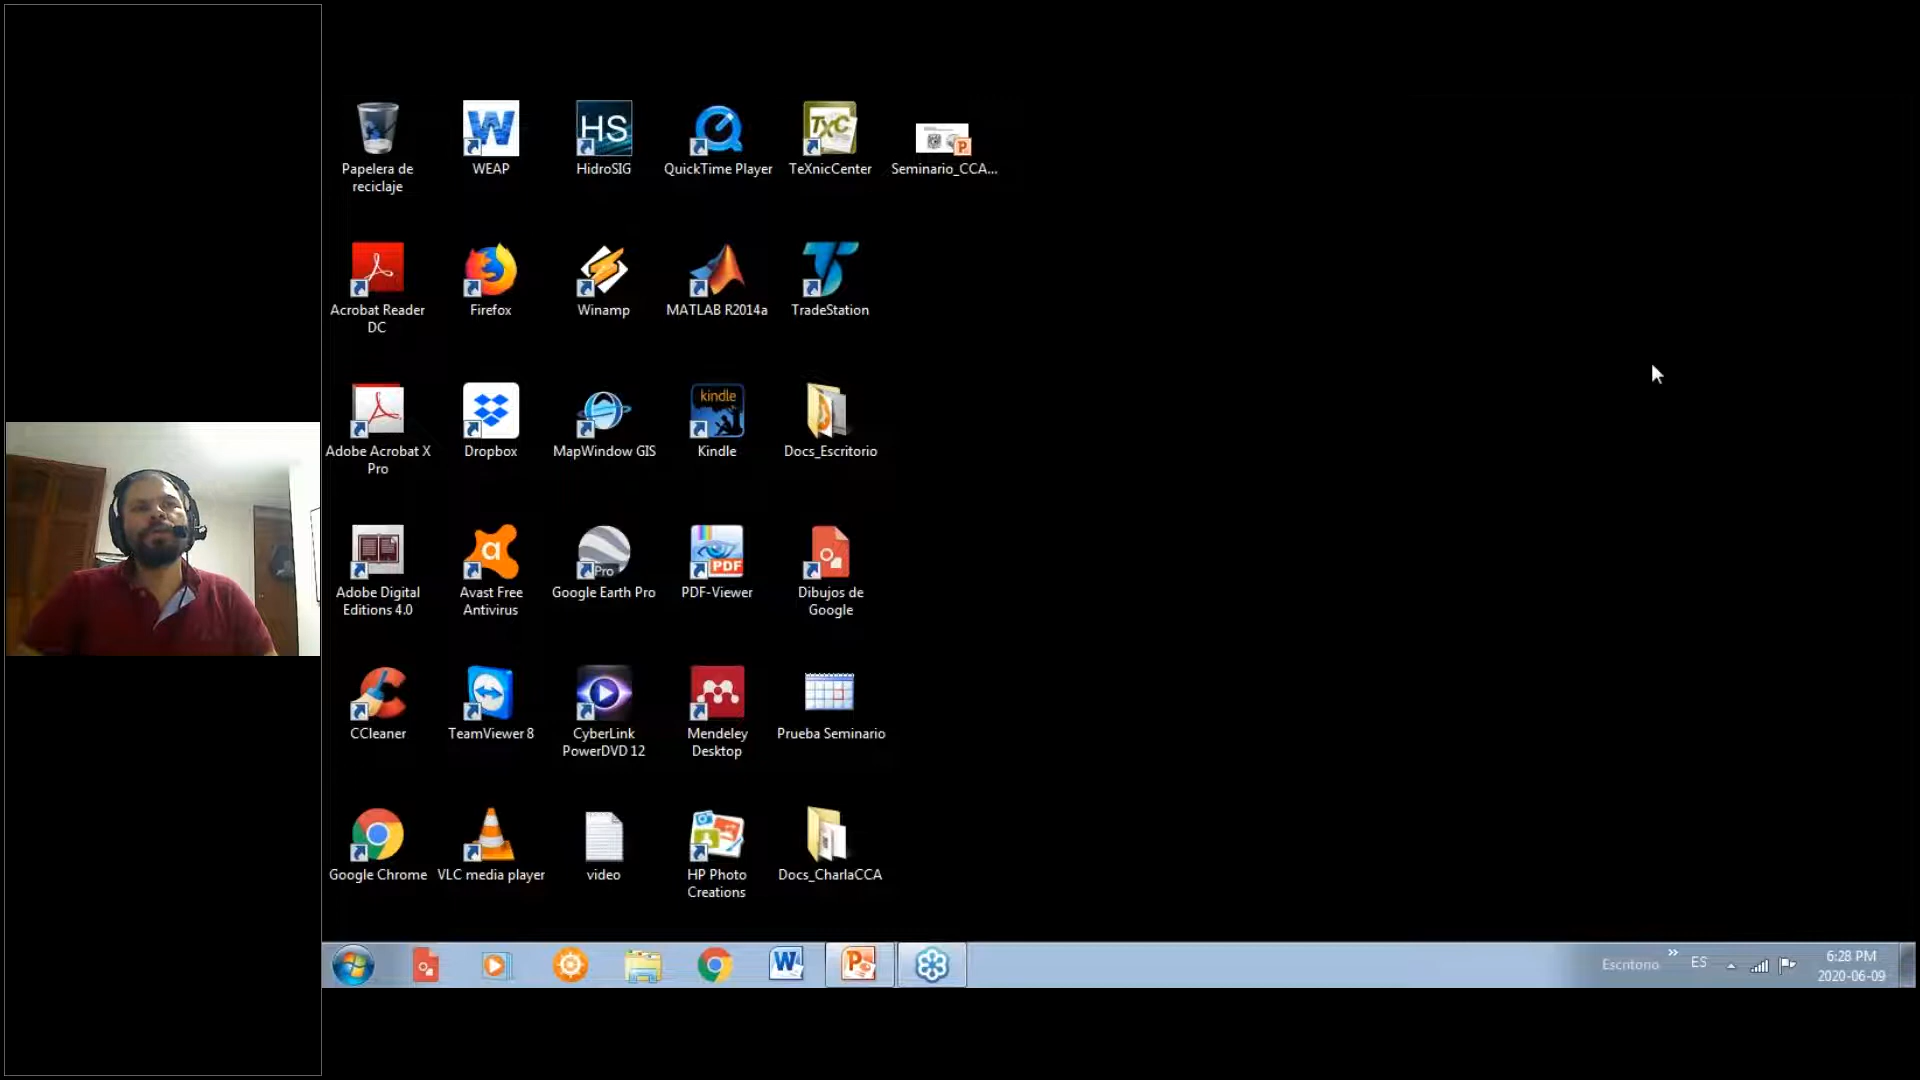 Papelera de
reciclaje
WEAP
HS
HidroSIG
QuickTime Player
TXC
TeXnicCenter
P
Seminario_CCA...
Acrobat Reader
DC
Firefox
Winamp
MATLAB R2014a
TradeStation
Adobe Acrobat X
Pro
Dropbox
MapWindow GIS
kindle
Kindle
Docs_Escritorio
Adobe Digital
Editions 4.0
a
Avast Free
Antivirus
Pro
Google Earth Pro
PDF
PDF-Viewer
Dibujos de
Google
CCleaner
TeamViewer 8
CyberLink
PowerDVD 12
Mendeley
Desktop
Prueba Seminario
Google Chrome
VLC media player
video
HP Photo
Creations
Docs_CharlaCCA
W
P
Escritorio
»
ES
6:28 PM
2020-06-09